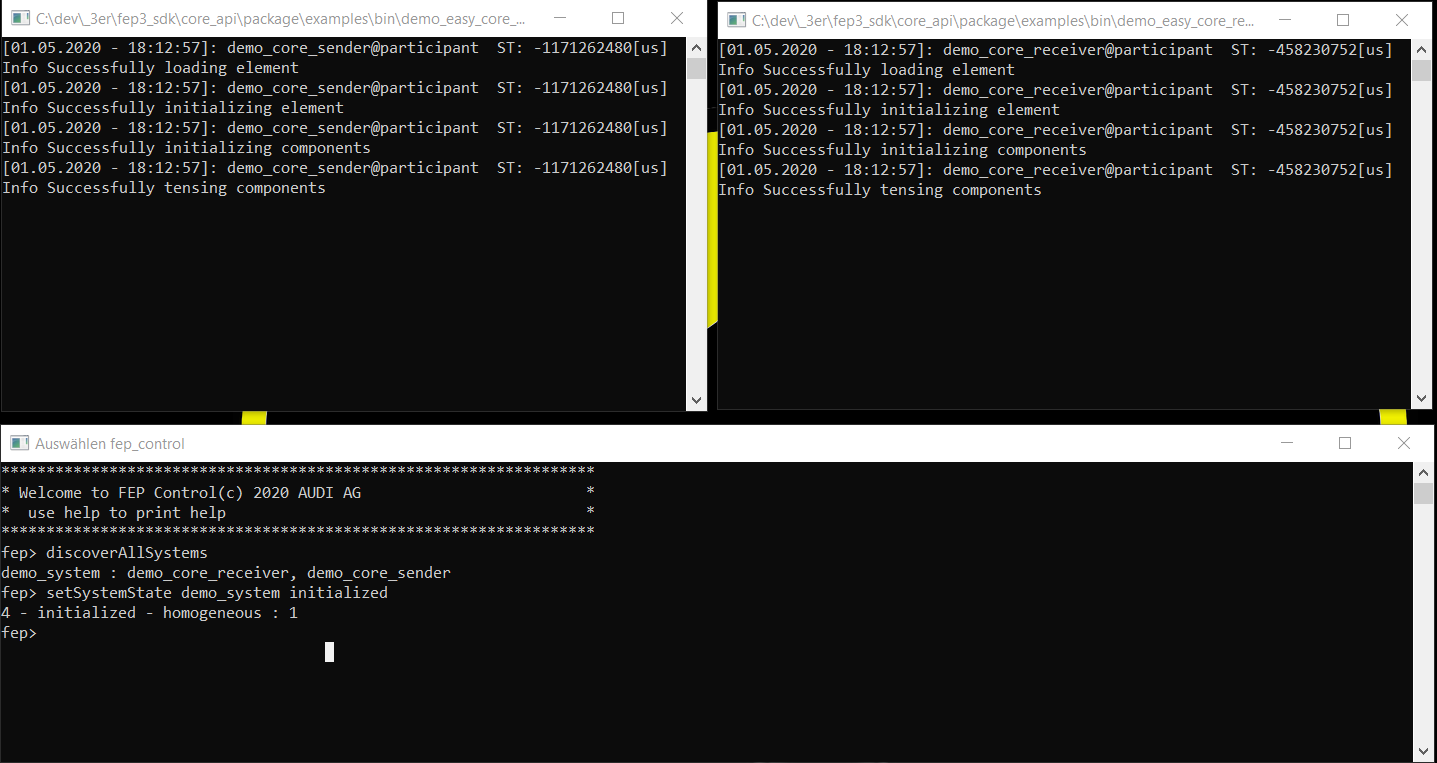 C:\dev\_3er\fep3_sdk\core_api\package\examples\bin\demo_easy_core_...
[01.05.2020 - 18:12:57]: demo_core_sender@participant  ST: -1171262480[us]
Info Successfully loading element
[01.05.2020 - 18:12:57]: demo_core_sender@participant  ST: -1171262480[us]
Info Successfully initializing element
[01.05.2020 - 18:12:57]: demo_core_sender@participant  ST: -1171262480[us]
Info Successfully initializing components
[01.05.2020 - 18:12:57]: demo_core_sender@participant  ST: -1171262480[us]
Info Successfully tensing components
C:\dev\_3er\fep3_sdk\core_api\package\examples\bin\demo_easy_core_re...
[01.05.2020 - 18:12:57]: demo_core_receiver@participant  ST: -458230752[us]
Info Successfully loading element
[01.05.2020 - 18:12:57]: demo_core_receiver@participant  ST: -458230752[us]
Info Successfully initializing element
[01.05.2020 - 18:12:57]: demo_core_receiver@participant  ST: -458230752[us]
Info Successfully initializing components
[01.05.2020 - 18:12:57]: demo_core_receiver@participant  ST: -458230752[us]
Info Successfully tensing components
Auswählen fep_control
******************************************************************
* Welcome to FEP Control(c) 2020 AUDI AG                         *
*  use help to print help                                        *
******************************************************************
fep> discoverAllSystems
demo_system : demo_core_receiver, demo_core_sender
fep> setSystemState demo_system initialized
4 - initialized - homogeneous : 1
fep>